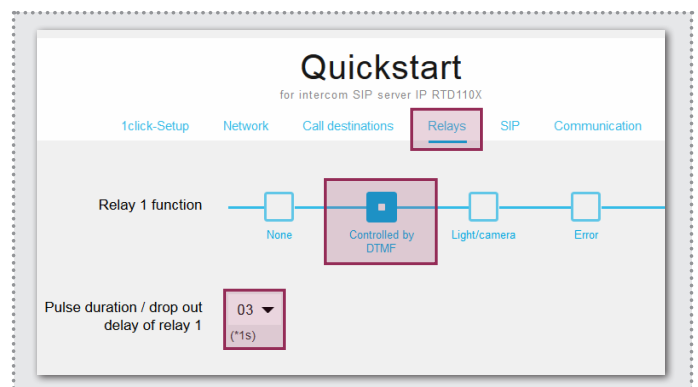 Quickstart
for intercom SIP server IP RTD110X
1click-Setup Network Call destinations Relays SIP Communication
Relay 1 function
None Controlled by DTMF Light/camera Error
Pulse duration / drop out
delay of relay 1
03
(*1s)